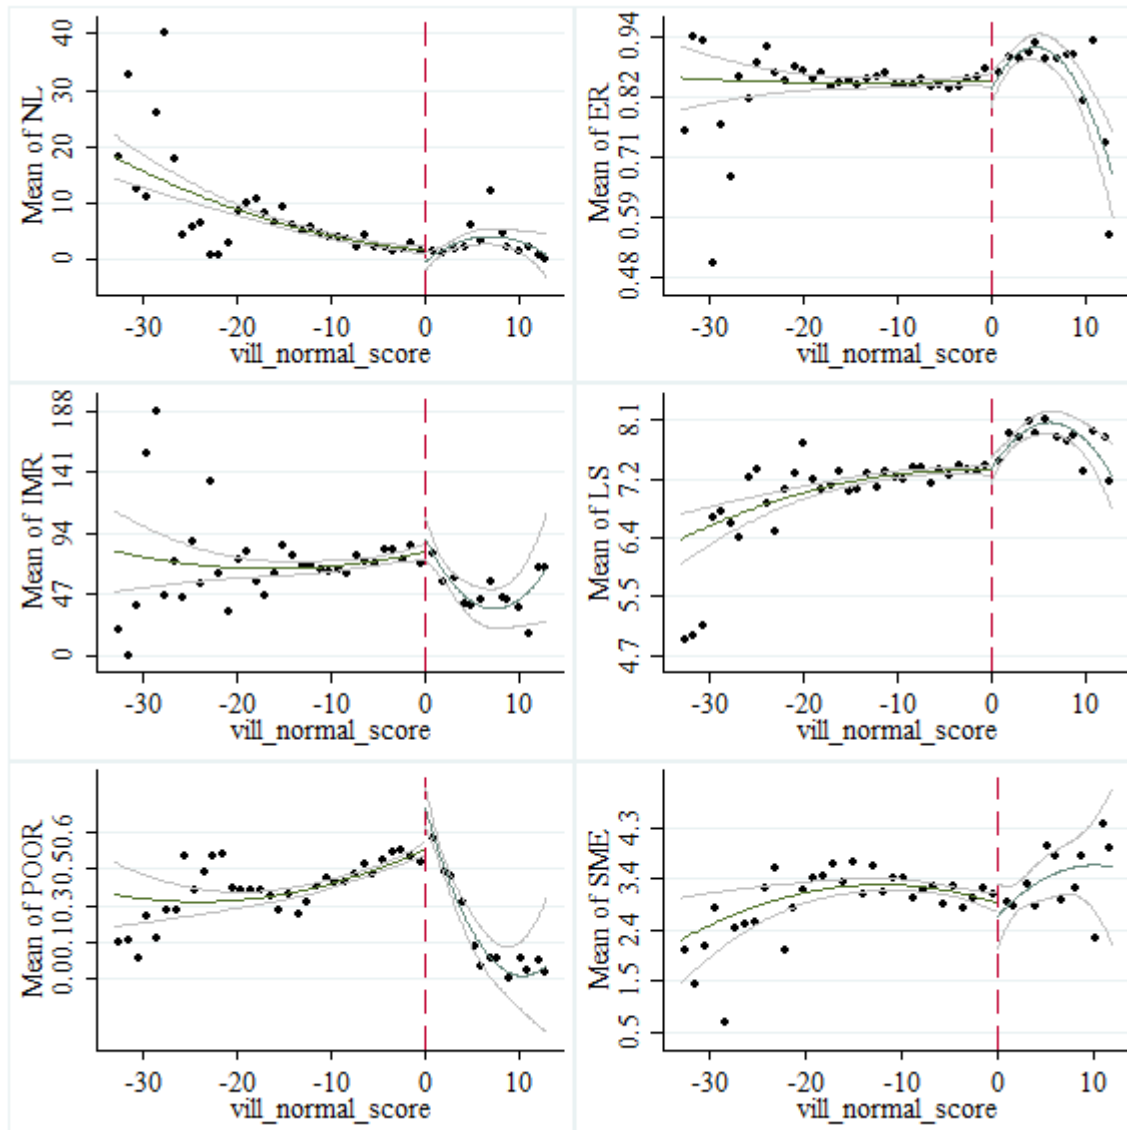 Mean of NL
0 10 20 30 40
-30 -20 -10 0 10
vill_normal_score
Mean of ER
0.48 0.59 0.71 0.82 0.94
-30 -20 -10 0 10
vill_normal_score
Mean of IMR
0 47 94 141 188
-30 -20 -10 0 10
vill_normal_score
Mean of LS
4.7 5.5 6.4 7.2 8.1
-30 -20 -10 0 10
vill_normal_score
Mean of POOR
0.00.10.30.50.6
-30 -20 -10 0 10
vill_normal_score
Mean of SME
0.5 1.5 2.4 3.4 4.3
-30 -20 -10 0 10
vill_normal_score